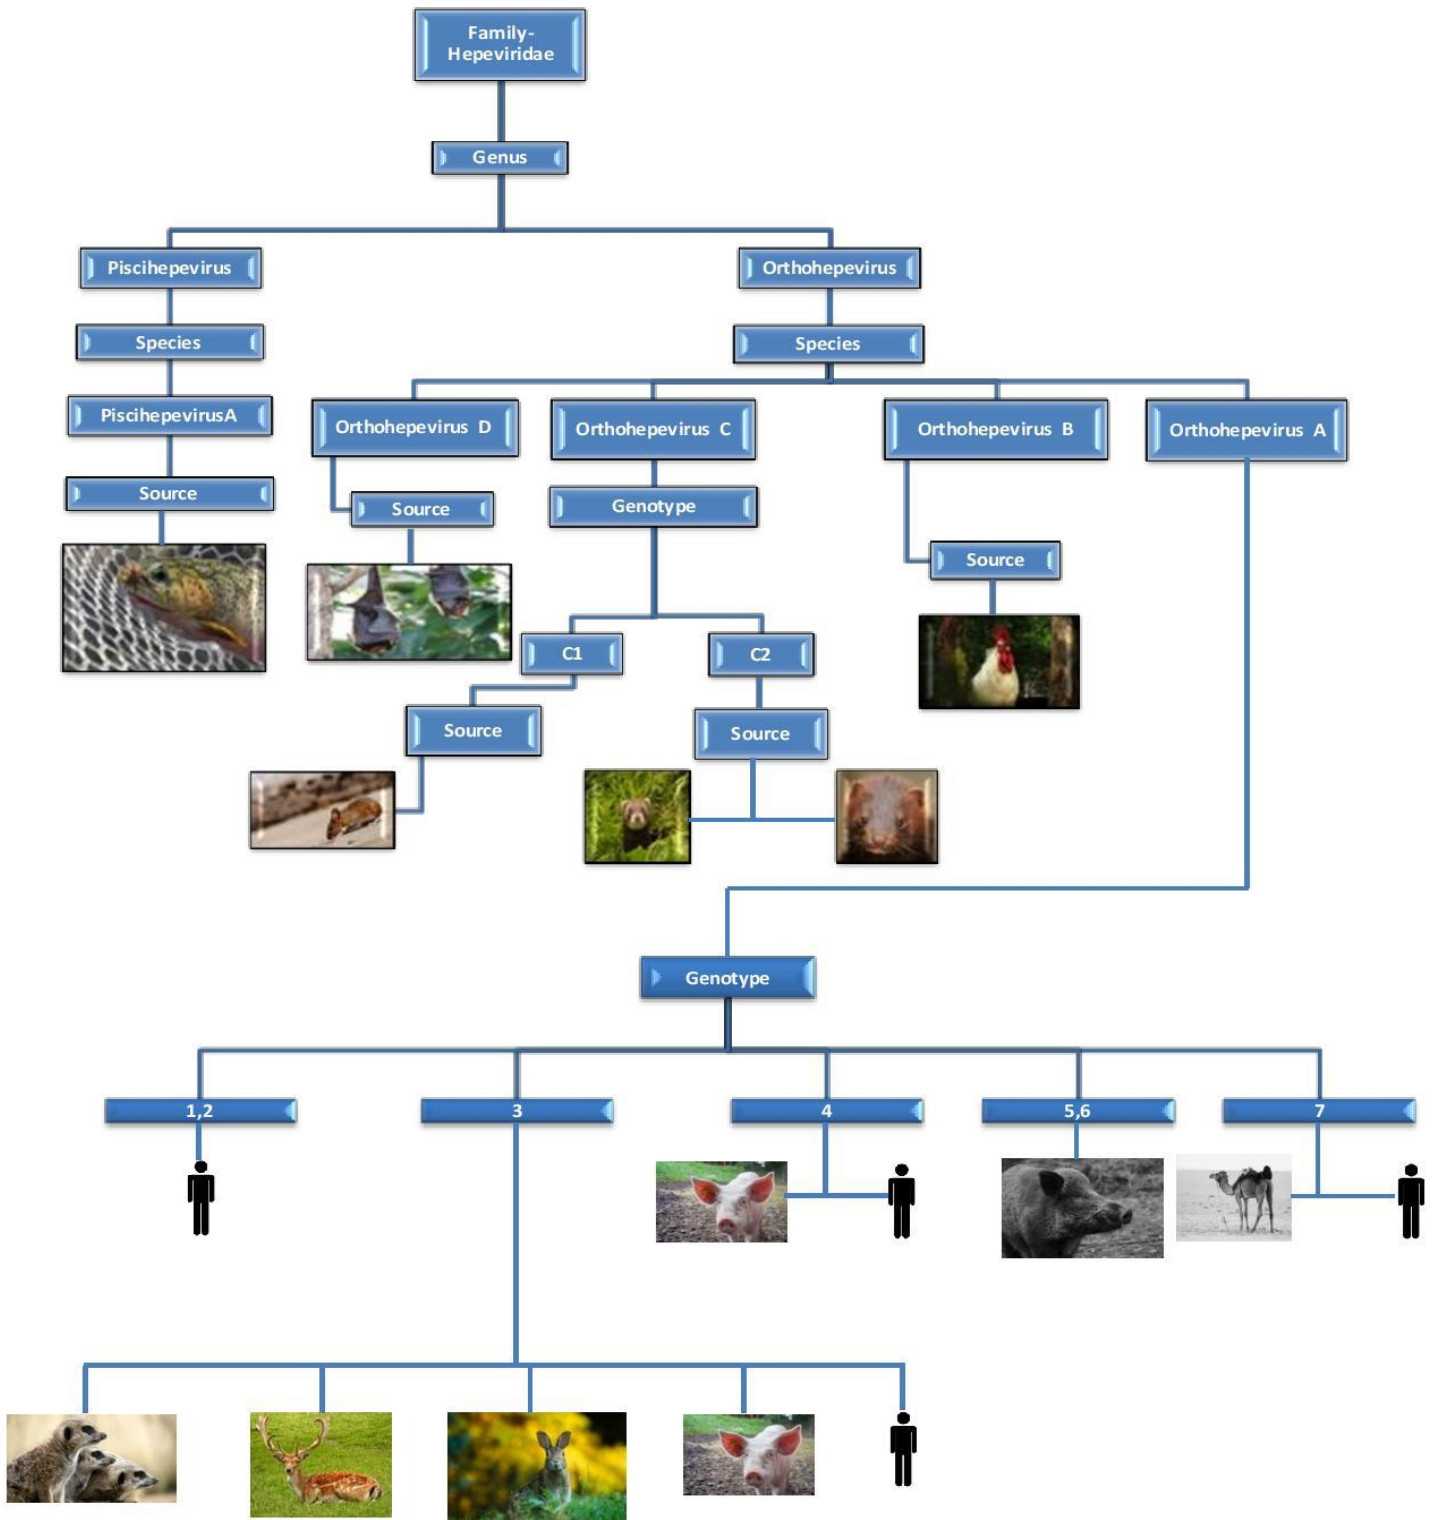 Family-
Hepeviridae
Genus
Piscihepevirus
Orthohepevirus
Species
Species
PiscihepevirusA
Orthohepevirus D
Orthohepevirus C
Orthohepevirus B
Orthohepevirus A
Source
Source
Genotype
Source
C1
C2
Source
Source
Genotype
1,2
3
4
5,6
7